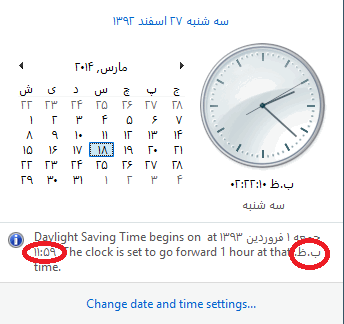 سه شنبه ۲۷ اسفند ۱۳۹۲
مارس, ۲۰۱۴
ش ی د س چ پ ج
۲۲ ۲۳ ۲۴ ۲۵ ۲۶ ۲۷ ۲۸
۱ ۲ ۳ ۴ ۵ ۶ ۷
۸ ۹ ۱۰ ۱۱ ۱۲ ۱۳ ۱۴
۱۵ ۱۶ ۱۷ ۱۸ ۱۹ ۲۰ ۲۱
۲۲ ۲۳ ۲۴ ۲۵ ۲۶ ۲۷ ۲۸
۲۹ ۳۰ ۳۱ ۱ ۲ ۳ ۴
ب.ظ ۰۲:۲۲:۱۰
سه شنبه
Daylight Saving Time begins on جمعه ۱ فروردین ۱۳۹۳ at
۱۱:۵۹ ب.ظ. The clock is set to go forward 1 hour at that
time.
Change date and time settings...